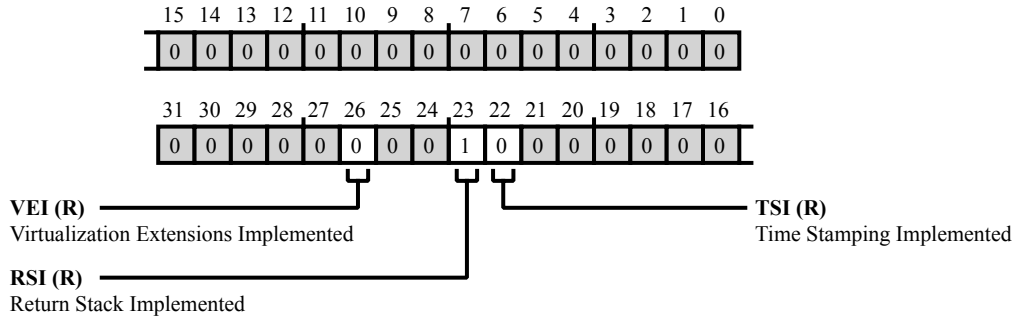 15 14 13 12 11 10 9 8 7 6 5 4 3 2 1 0
0 0 0 0 0 0 0 0 0 0 0 0 0 0 0 0
31 30 29 28 27 26 25 24 23 22 21 20 19 18 17 16
0 0 0 0 0 0 0 0 1 0 0 0 0 0 0 0
VEI (R) TSI (R)
Virtualization Extensions Implemented Time Stamping Implemented
RSI (R)
Return Stack Implemented